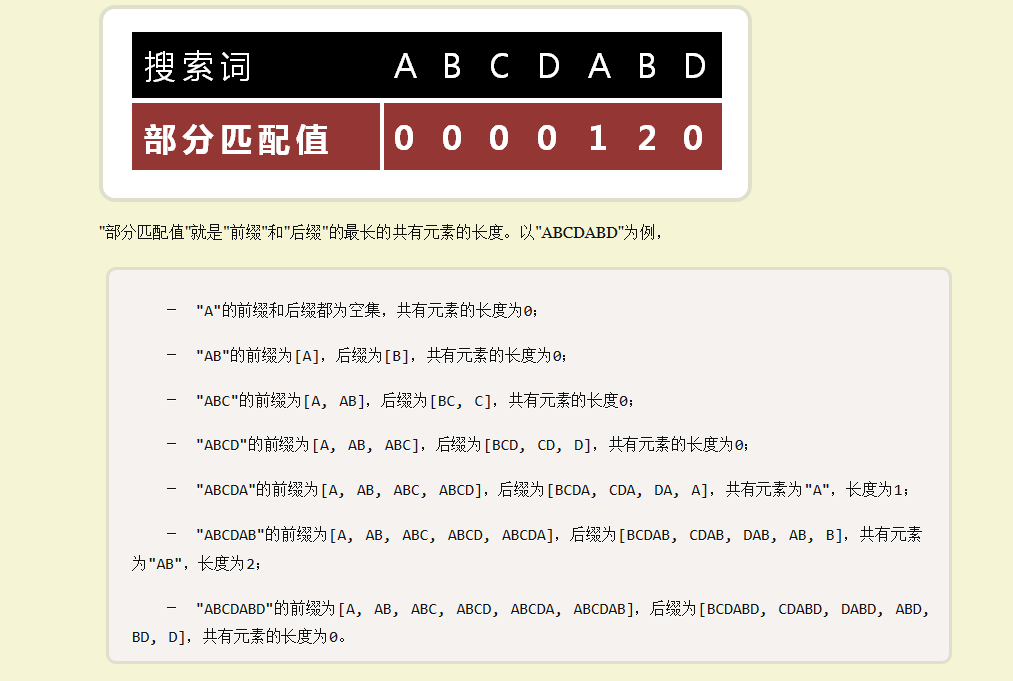 搜索词 A B C D A B D
部分匹配值 0 0 0 0 1 2 0
"部分匹配值"就是"前缀"和"后缀"的最长的共有元素的长度。以"ABCDABD"为例，
－ "A"的前缀和后缀都为空集，共有元素的长度为0；
－ "AB"的前缀为[A]，后缀为[B]，共有元素的长度为0；
－ "ABC"的前缀为[A, AB]，后缀为[BC, C]，共有元素的长度0；
－ "ABCD"的前缀为[A, AB, ABC]，后缀为[BCD, CD, D]，共有元素的长度为0；
－ "ABCDA"的前缀为[A, AB, ABC, ABCD]，后缀为[BCDA, CDA, DA, A]，共有元素为"A"，长度为1；
－ "ABCDAB"的前缀为[A, AB, ABC, ABCD, ABCDA]，后缀为[BCDAB, CDAB, DAB, AB, B]，共有元素
为"AB"，长度为2；
－ "ABCDABD"的前缀为[A, AB, ABC, ABCD, ABCDA, ABCDAB]，后缀为[BCDABD, CDABD, DABD, ABD,
BD, D]，共有元素的长度为0。